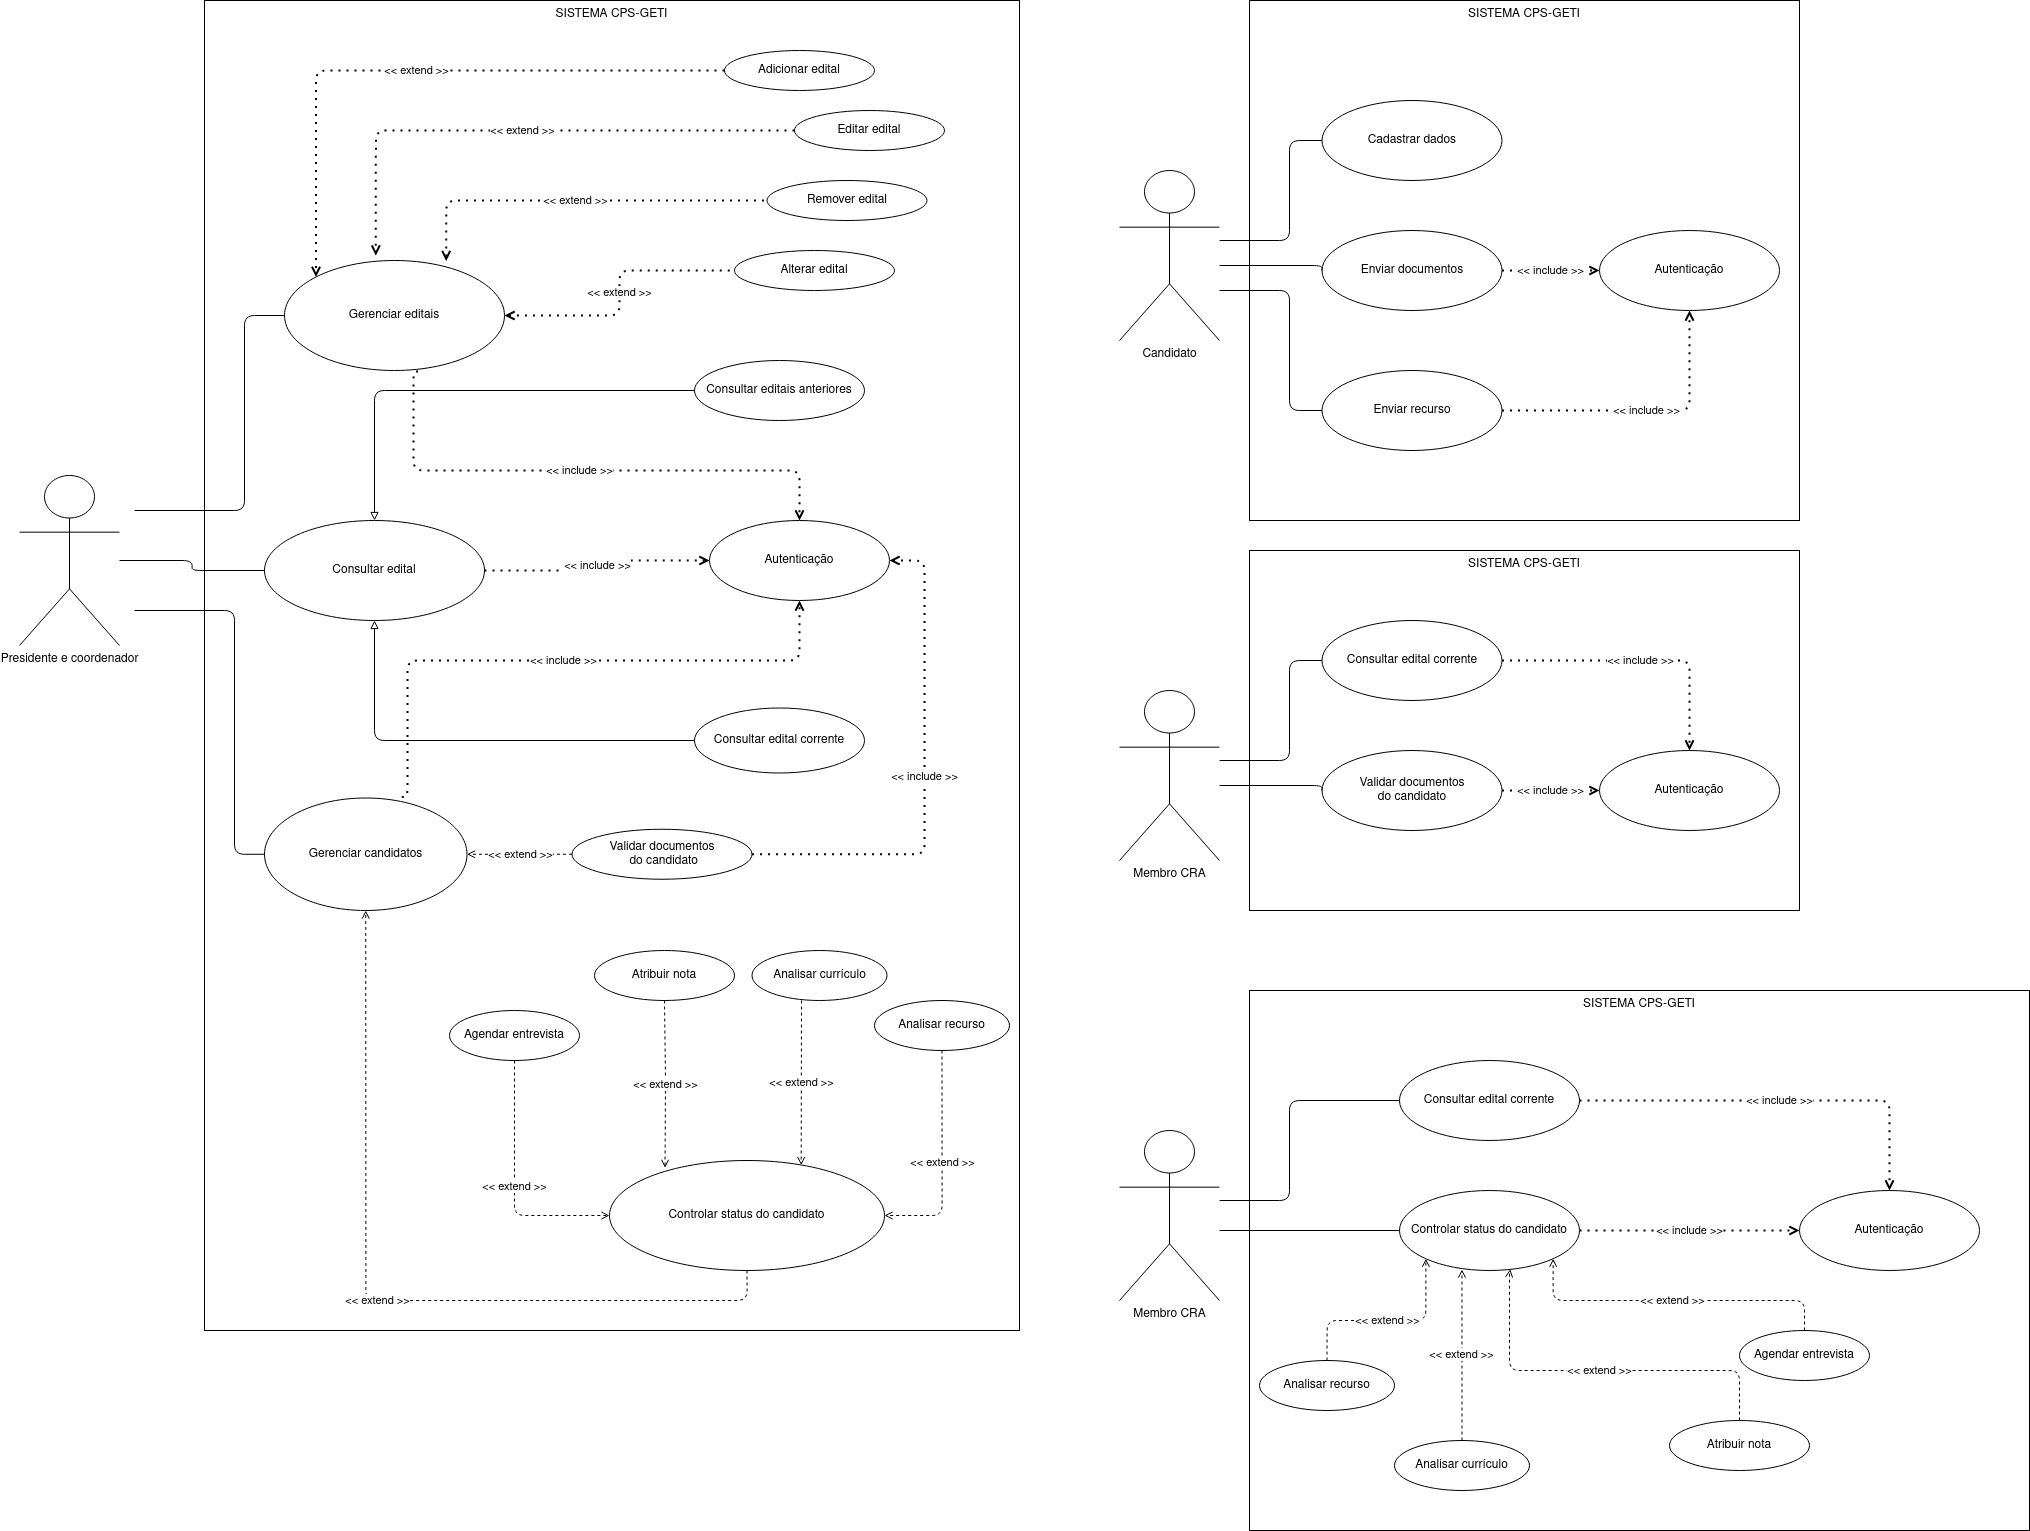 SISTEMA CPS-GETI
Adicionar edital
<< extend >>
Editar edital
<< extend >>
Remover edital
<< extend >>
Alterar edital
<< extend >>
Gerenciar editais
Consultar editais anteriores
<< include >>
Consultar edital
<< include >>
Autenticação
Presidente e coordenador
<< include >>
Consultar edital corrente
<< include >>
Gerenciar candidatos
<< extend >>
Validar documentos
do candidato
Atribuir nota
Analisar currículo
Analisar recurso
Agendar entrevista
<< extend >>
<< extend >>
<< extend >>
<< extend >>
Controlar status do candidato
<< extend >>
SISTEMA CPS-GETI
Cadastrar dados
Enviar documentos
<< include >>
Autenticação
Candidato
Enviar recurso
<< include >>
SISTEMA CPS-GETI
Consultar edital corrente
<< include >>
Validar documentos
do candidato
<< include >>
Autenticação
Membro CRA
SISTEMA CPS-GETI
Consultar edital corrente
<< include >>
Controlar status do candidato
<< include >>
Autenticação
Membro CRA
<< extend >>
<< extend >>
<< extend >>
Agendar entrevista
<< extend >>
Analisar recurso
Atribuir nota
Analisar currículo